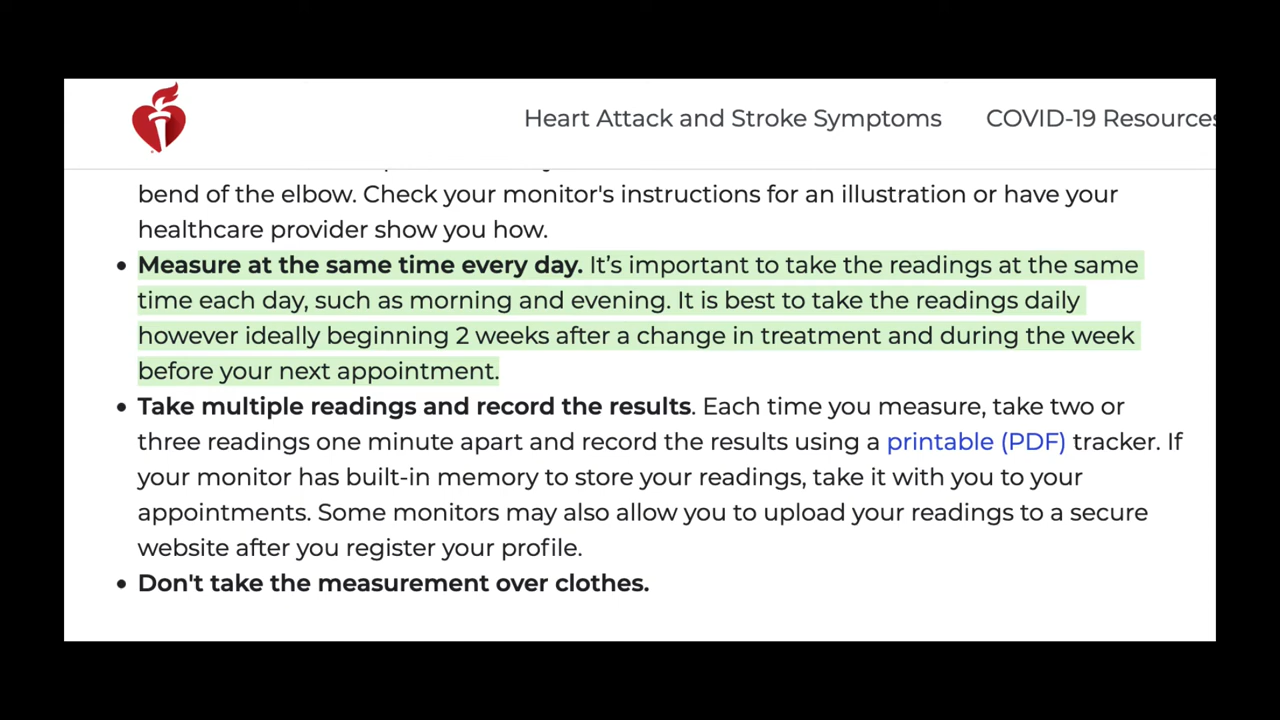 Heart Attack and Stroke Symptoms COVID-19 Resources
bend of the elbow. Check your monitor's instructions for an illustration or have your
healthcare provider show you how.
• Measure at the same time every day. It’s important to take the readings at the same
time each day, such as morning and evening. It is best to take the readings daily
however ideally beginning 2 weeks after a change in treatment and during the week
before your next appointment.
• Take multiple readings and record the results. Each time you measure, take two or
three readings one minute apart and record the results using a printable (PDF) tracker. If
your monitor has built-in memory to store your readings, take it with you to your
appointments. Some monitors may also allow you to upload your readings to a secure
website after you register your profile.
• Don't take the measurement over clothes.